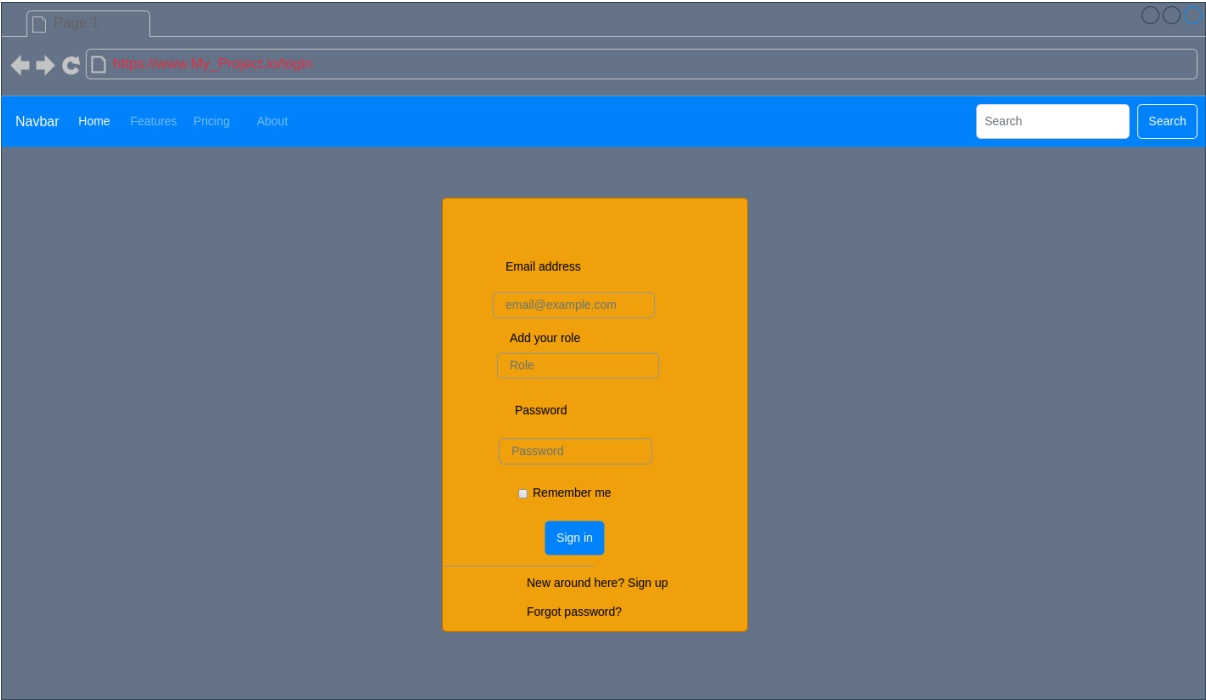 Page 1
https://www.My_Project.io/login
Navbar Home Features Pricing About Search Search
Email address
email@example.com
Add your role
Role
Password
Password
Remember me
Sign in
New around here? Sign up
Forgot password?